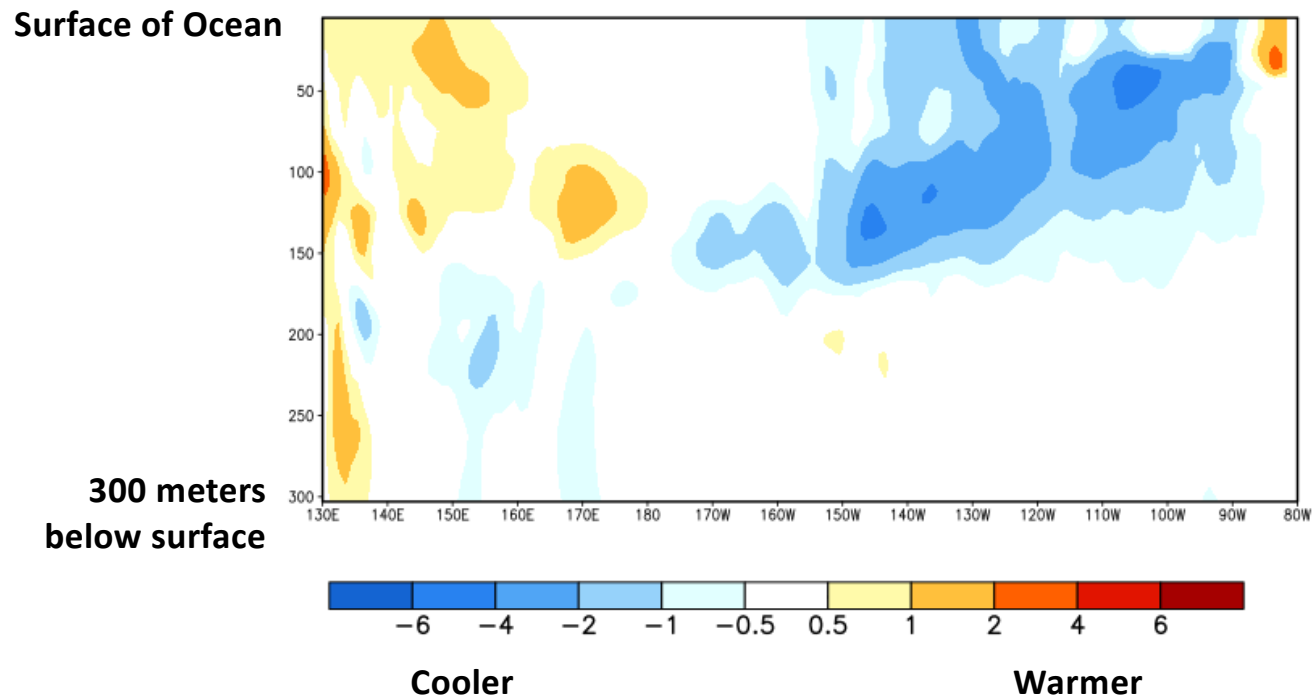 Surface of Ocean
50
100
150
200
250
300
300 meters
below surface
130E 140E 150E 160E 170E 180 170W 160W 150W 140W 130W 120W 110W 100W 90W 80W
−6 −4 −2 −1 −0.5 0.5 1 2 4 6
Cooler Warmer